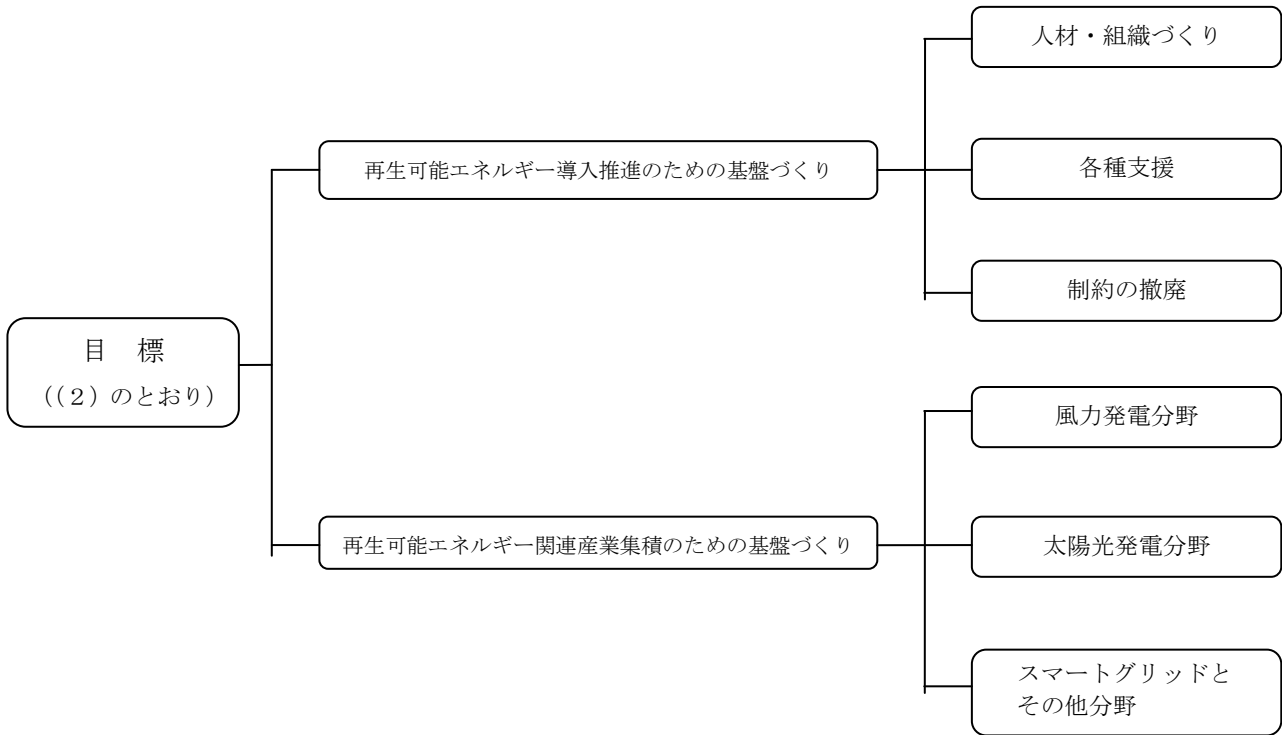 人材・組織づくり
再生可能エネルギー導入推進のための基盤づくり
各種支援
制約の撤廃
目　標
((２)のとおり)
風力発電分野
再生可能エネルギー関連産業集積のための基盤づくり
太陽光発電分野
スマートグリッドと
その他分野